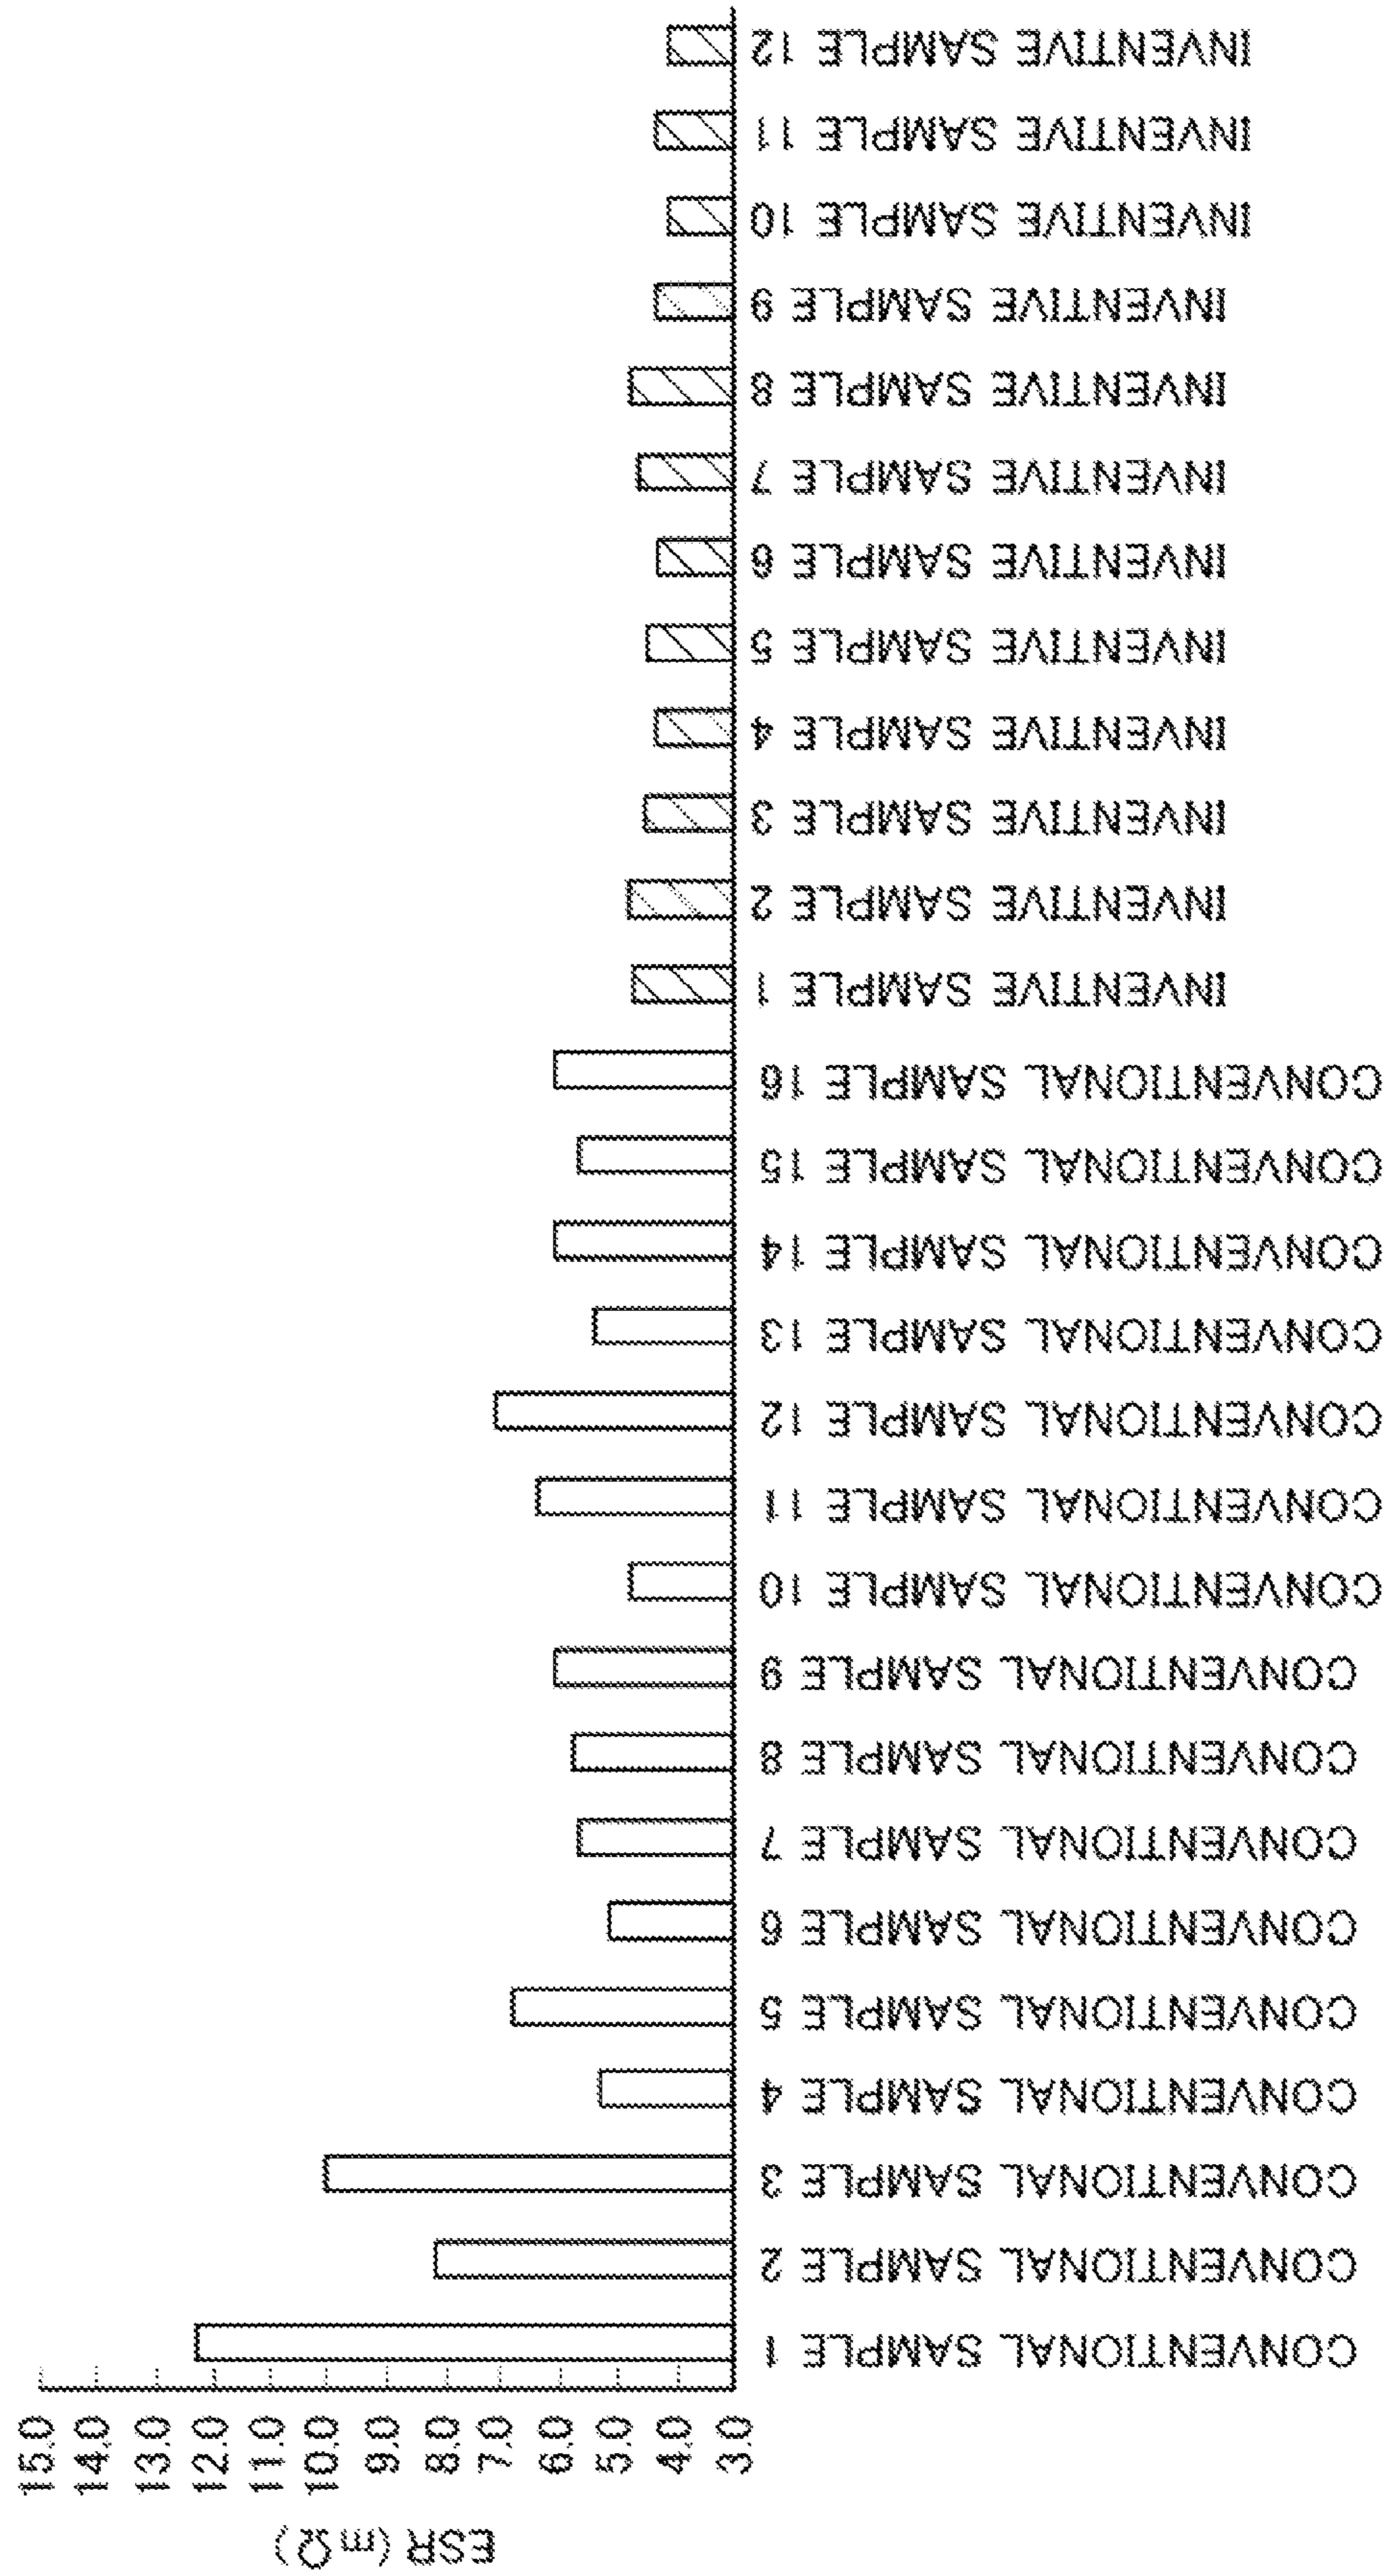 ESR (mΩ)
15.0
14.0
13.0
12.0
11.0
10.0
9.0
8.0
7.0
6.0
5.0
4.0
3.0
CONVENTIONAL SAMPLE 1
CONVENTIONAL SAMPLE 2
CONVENTIONAL SAMPLE 3
CONVENTIONAL SAMPLE 4
CONVENTIONAL SAMPLE 5
CONVENTIONAL SAMPLE 6
CONVENTIONAL SAMPLE 7
CONVENTIONAL SAMPLE 8
CONVENTIONAL SAMPLE 9
CONVENTIONAL SAMPLE 10
CONVENTIONAL SAMPLE 11
CONVENTIONAL SAMPLE 12
CONVENTIONAL SAMPLE 13
CONVENTIONAL SAMPLE 14
CONVENTIONAL SAMPLE 15
CONVENTIONAL SAMPLE 16
INVENTIVE SAMPLE 1
INVENTIVE SAMPLE 2
INVENTIVE SAMPLE 3
INVENTIVE SAMPLE 4
INVENTIVE SAMPLE 5
INVENTIVE SAMPLE 6
INVENTIVE SAMPLE 7
INVENTIVE SAMPLE 8
INVENTIVE SAMPLE 9
INVENTIVE SAMPLE 10
INVENTIVE SAMPLE 11
INVENTIVE SAMPLE 12